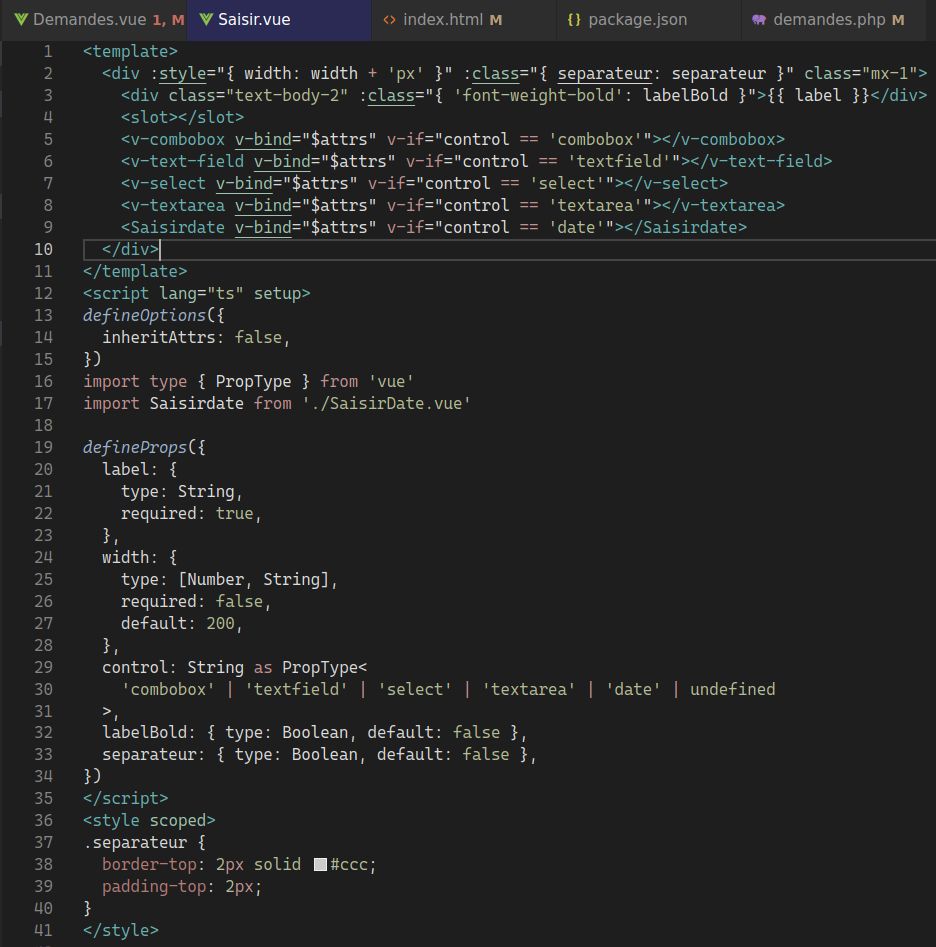 Demandes.vue 1, M Saisir.vue index.html M {} package.json demandes.php M
1 <template>
2 <div :style="{ width: width + 'px' }" :class="{ separateur: separateur }" class="mx-1">
3 <div class="text-body-2" :class="{ 'font-weight-bold': labelBold }">{{ label }}</div>
4 <slot></slot>
5 <v-combobox v-bind="$attrs" v-if="control == 'combobox'"></v-combobox>
6 <v-text-field v-bind="$attrs" v-if="control == 'textfield'"></v-text-field>
7 <v-select v-bind="$attrs" v-if="control == 'select'"></v-select>
8 <v-textarea v-bind="$attrs" v-if="control == 'textarea'"></v-textarea>
9 <Saisirdate v-bind="$attrs" v-if="control == 'date'"></Saisirdate>
10 </div>
11 </template>
12 <script lang="ts" setup>
13 defineOptions({
14 inheritAttrs: false,
15 })
16 import type { PropType } from 'vue'
17 import Saisirdate from './SaisirDate.vue'
18
19 defineProps({
20 label: {
21 type: String,
22 required: true,
23 },
24 width: {
25 type: [Number, String],
26 required: false,
27 default: 200,
28 },
29 control: String as PropType<
30 'combobox' | 'textfield' | 'select' | 'textarea' | 'date' | undefined
31 >,
32 labelBold: { type: Boolean, default: false },
33 separateur: { type: Boolean, default: false },
34 })
35 </script>
36 <style scoped>
37 .separateur {
38 border-top: 2px solid #ccc;
39 padding-top: 2px;
40 }
41 </style>